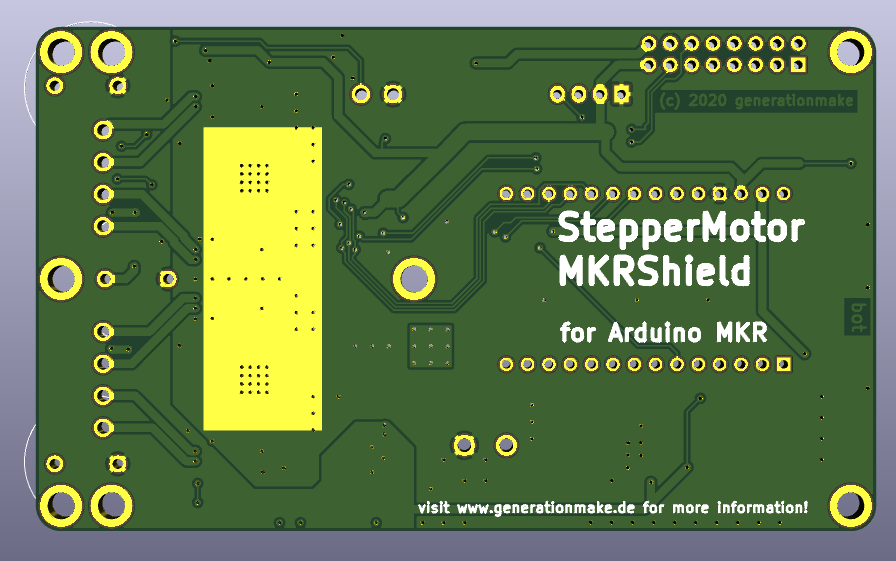 (c) 2020 generationmake
StepperMotor
MKRShield
bot
for Arduino MKR
visit www.generationmake.de for more information!